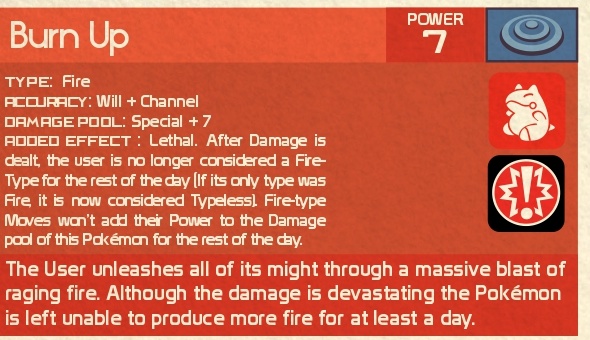 Burn Up
POWER
7
TYPE: Fire
ACCURACY: Will + Channel
DAMAGE POOL: Special + 7
ADDED EFFECT : Lethal. After Damage is
dealt, the user is no longer considered a Fire-
Type for the rest of the day (If its only type was
Fire, it is now considered Typeless). Fire-type
Moves won't add their Power to the Damage
pool of this Pokémon for the rest of the day.
The User unleashes all of its might through a massive blast of
raging fire. Although the damage is devastating the Pokémon
is left unable to produce more fire for at least a day.